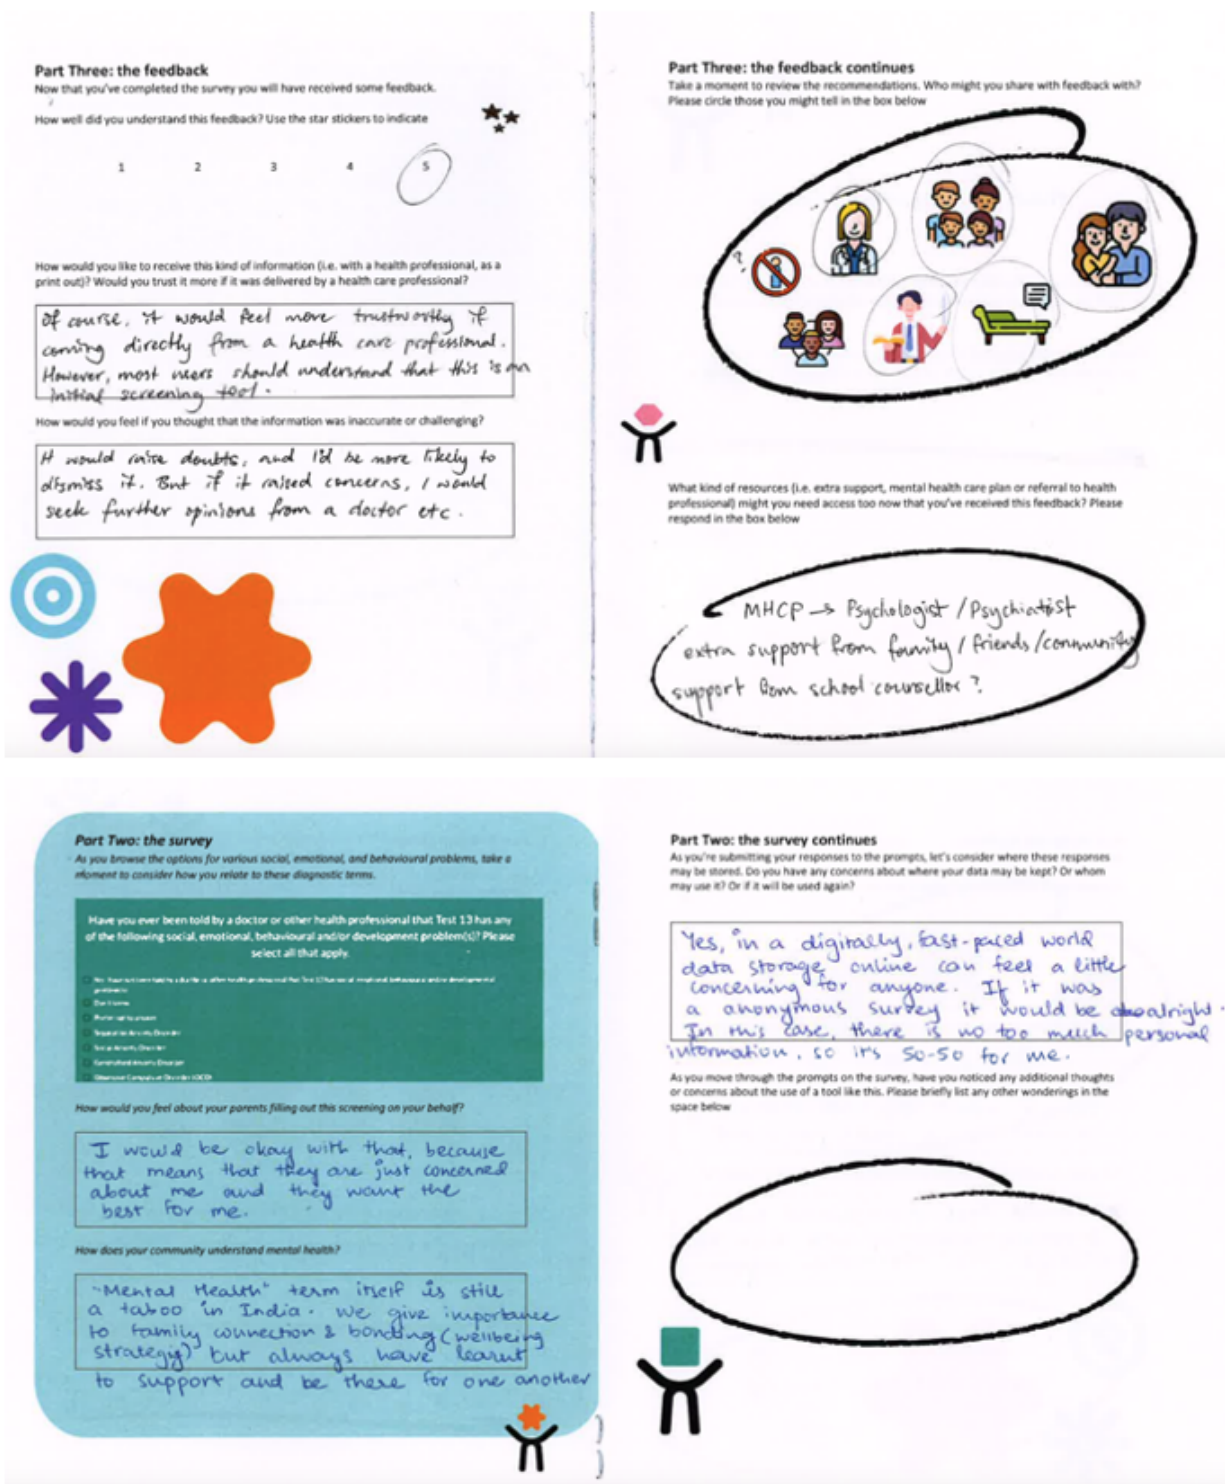 Part Three: the feedback
Now that you've completed the survey you will have received some feedback.
How well did you understand this feedback? Use the star stickers to indicate
1 2 3 4 5
How would you like to receive this kind of information (i.e. with a health professional, as a
print out)? Would you trust it more if it was delivered by a health care professional?
Of course, it would feel more trustworthy if
coming directly from a health care professional.
However, most users should understand that this is an
initial screening tool.
How would you feel if you thought that the information was inaccurate or challenging?
It would raise doubts, and I'd be more likely to
dismiss it. But if it raised concerns, I would
seek further opinions from a doctor etc.
Part Three: the feedback continues
Take a moment to review the recommendations. Who might you share with feedback with?
Please circle those you might tell in the box below
?
What kind of resources (i.e. extra support, mental health care plan or referral to health
professional) might you need access too now that you've received this feedback? Please
respond in the box below
MHCP → Psychologist / Psychiatist
extra support from family / friends / community
support from school counsellor?
Part Two: the survey
As you browse the options for various social, emotional, and behavioural problems, take a
moment to consider how you relate to these diagnostic terms.
Have you ever been told by a doctor or other health professional that Test 13 has any
of the following social, emotional, behavioural and/or development problem(s)? Please
select all that apply.
Don't know
Prefer not to answer
Separation Anxiety Disorder
Social Anxiety Disorder
Generalised Anxiety Disorder
Obsessive Compulsive Disorder (OCD)
How would you feel about your parents filling out this screening on your behalf?
I would be okay with that, because
that means that they are just concerned
about me and they want the
best for me.
How does your community understand mental health?
"Mental Health" term itself is still
a taboo in India. We give importance
to family connection & bonding (wellbeing
strategy) but always have learnt
to support and be there for one another
Part Two: the survey continues
As you're submitting your responses to the prompts, let's consider where these responses
may be stored. Do you have any concerns about where your data may be kept? Or whom
may use it? Or if it will be used again?
Yes, in a digitally, fast-paced world
data storage online can feel a little
concerning for anyone. If it was
a anonymous survey it would be alright.
In this case, there is no too much personal
information, so it's 50-50 for me.
As you move through the prompts on the survey, have you noticed any additional thoughts
or concerns about the use of a tool like this. Please briefly list any other wonderings in the
space below